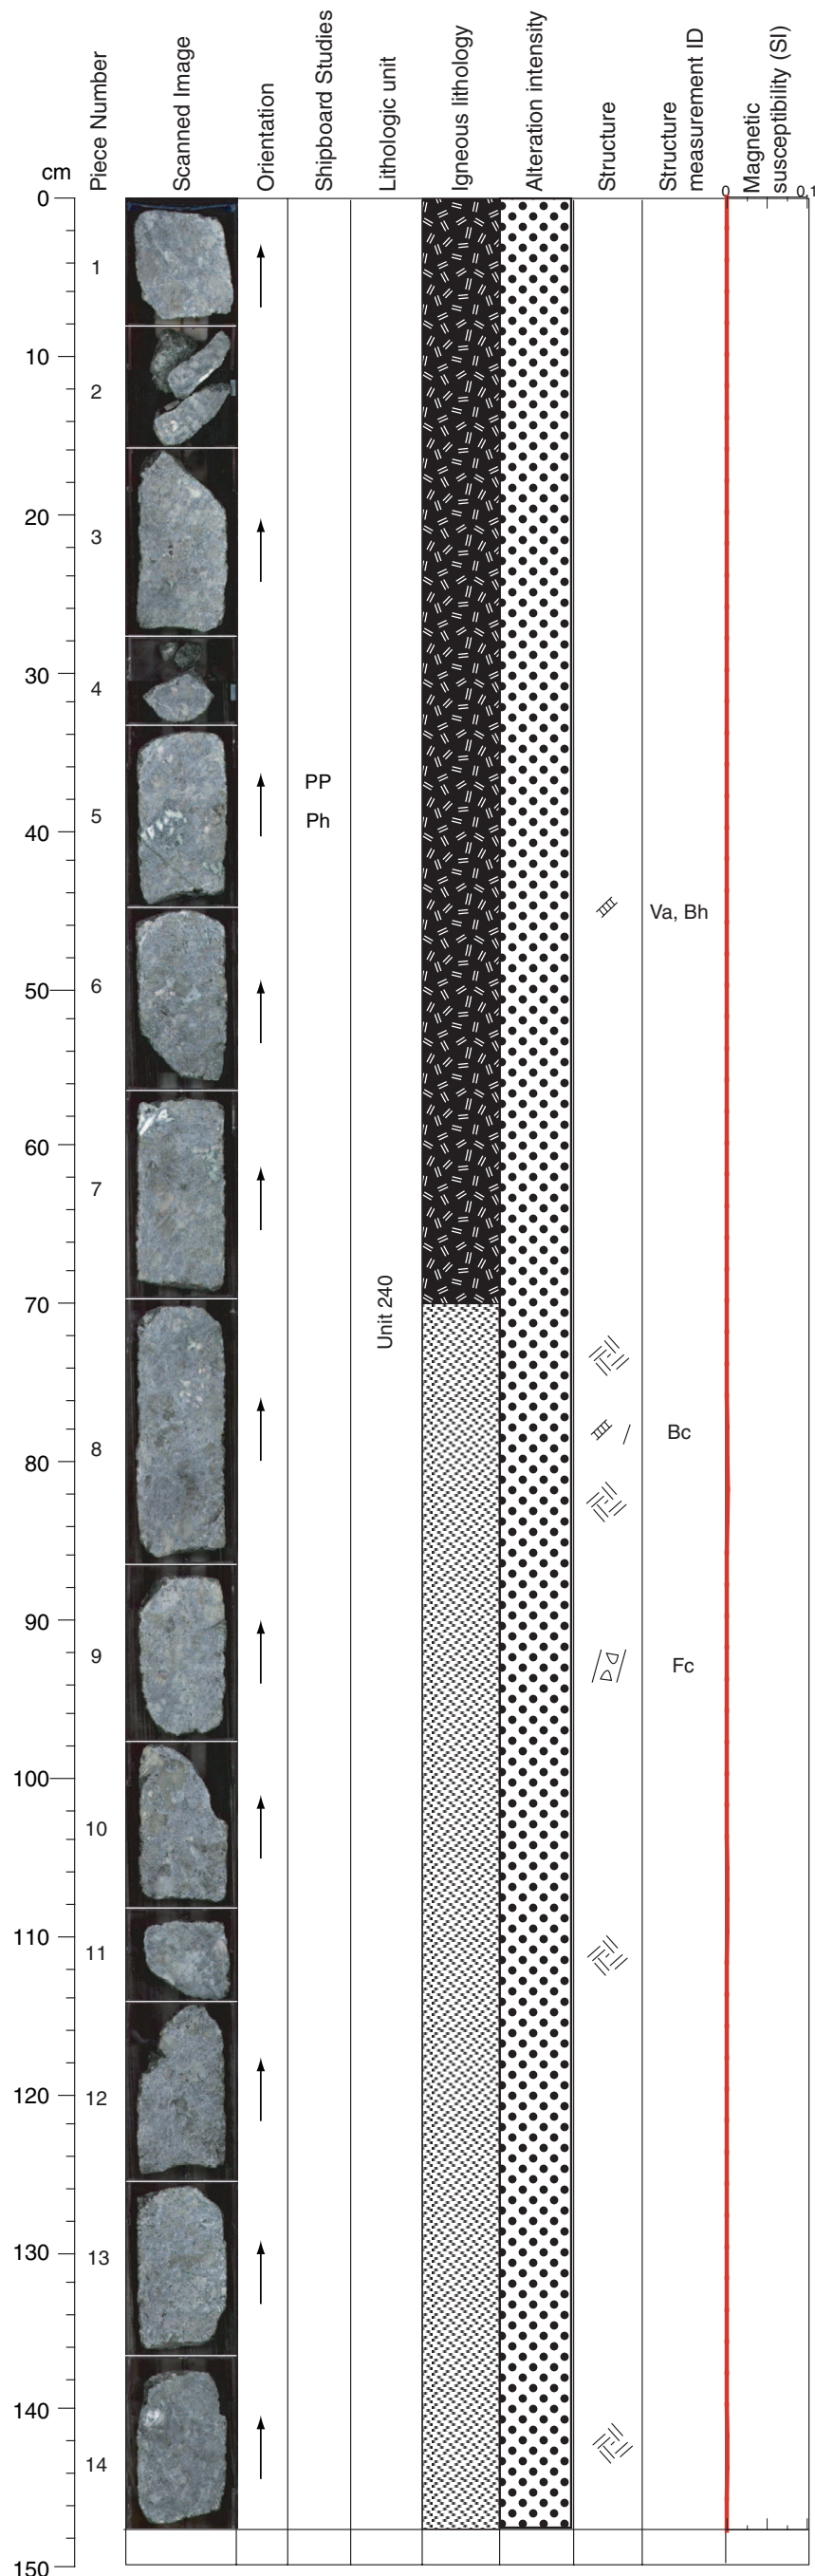 cm
Piece Number
Scanned Image
Orientation
Shipboard Studies
Lithologic unit
Igneous lithology
Alteration intensity
Structure
Structure
measurement ID
Magnetic
susceptibility (SI)
0 0.1
0
1
10
2
20
3
30
4
PP
5
Ph
40
Va, Bh
6
50
60
7
Unit 240
70
Bc
8
80
90
9
Fc
100
10
110
11
12
120
13
130
140
14
150